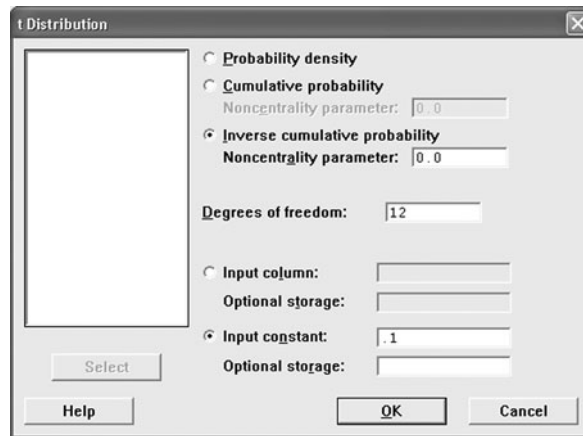 t Distribution
Probability density
Cumulative probability
Noncentrality parameter: 0.0
Inverse cumulative probability
Noncentrality parameter: 0.0
Degrees of freedom: 12
Input column:
Optional storage:
Input constant: .1
Optional storage:
Select
Help
OK
Cancel